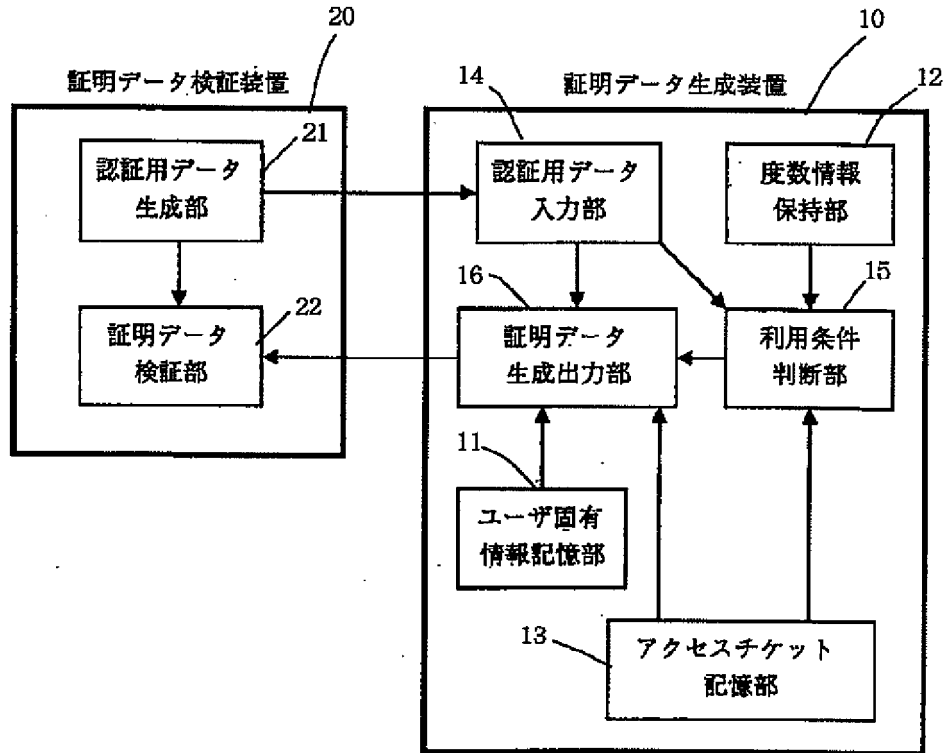 20
証明データ検証装置
21
認証用データ
生成部
22
証明データ
検証部
10
証明データ生成装置
14
認証用データ
入力部
12
度数情報
保持部
16
証明データ
生成出力部
15
利用条件
判断部
11
ユーザ固有
情報記憶部
13
アクセスチケット
記憶部